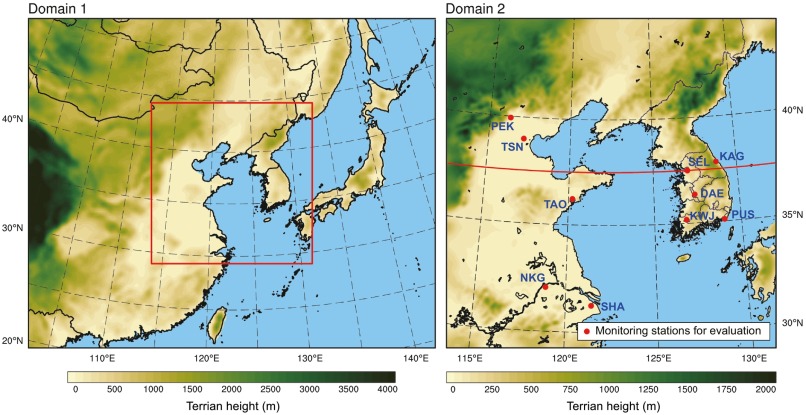 Domain 1
Domain 2
40°N
30°N
20°N
110°E
120°E
130°E
140°E
PEK
TSN
SEL
KAG
DAE
TAO
KWJ
PUS
NKG
SHA
Monitoring stations for evaluation
40°N
35°N
30°N
115°E
120°E
125°E
130°E
0 500 1000 1500 2000 2500 3000 3500 4000
Terrian height (m)
0 250 500 750 1000 1250 1500 1750 2000
Terrian height (m)